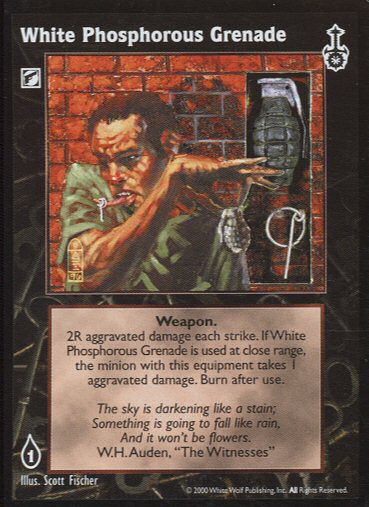 White Phosphorous Grenade
Weapon.
2R aggravated damage each strike. If White
Phosphorous Grenade is used at close range,
the minion with this equipment takes 1
aggravated damage. Burn after use.
The sky is darkening like a stain;
Something is going to fall like rain,
And it won't be flowers.
W.H. Auden, "The Witnesses"
1
Illus. Scott Fischer
© 2000 White Wolf Publishing, Inc. All Rights Reserved.